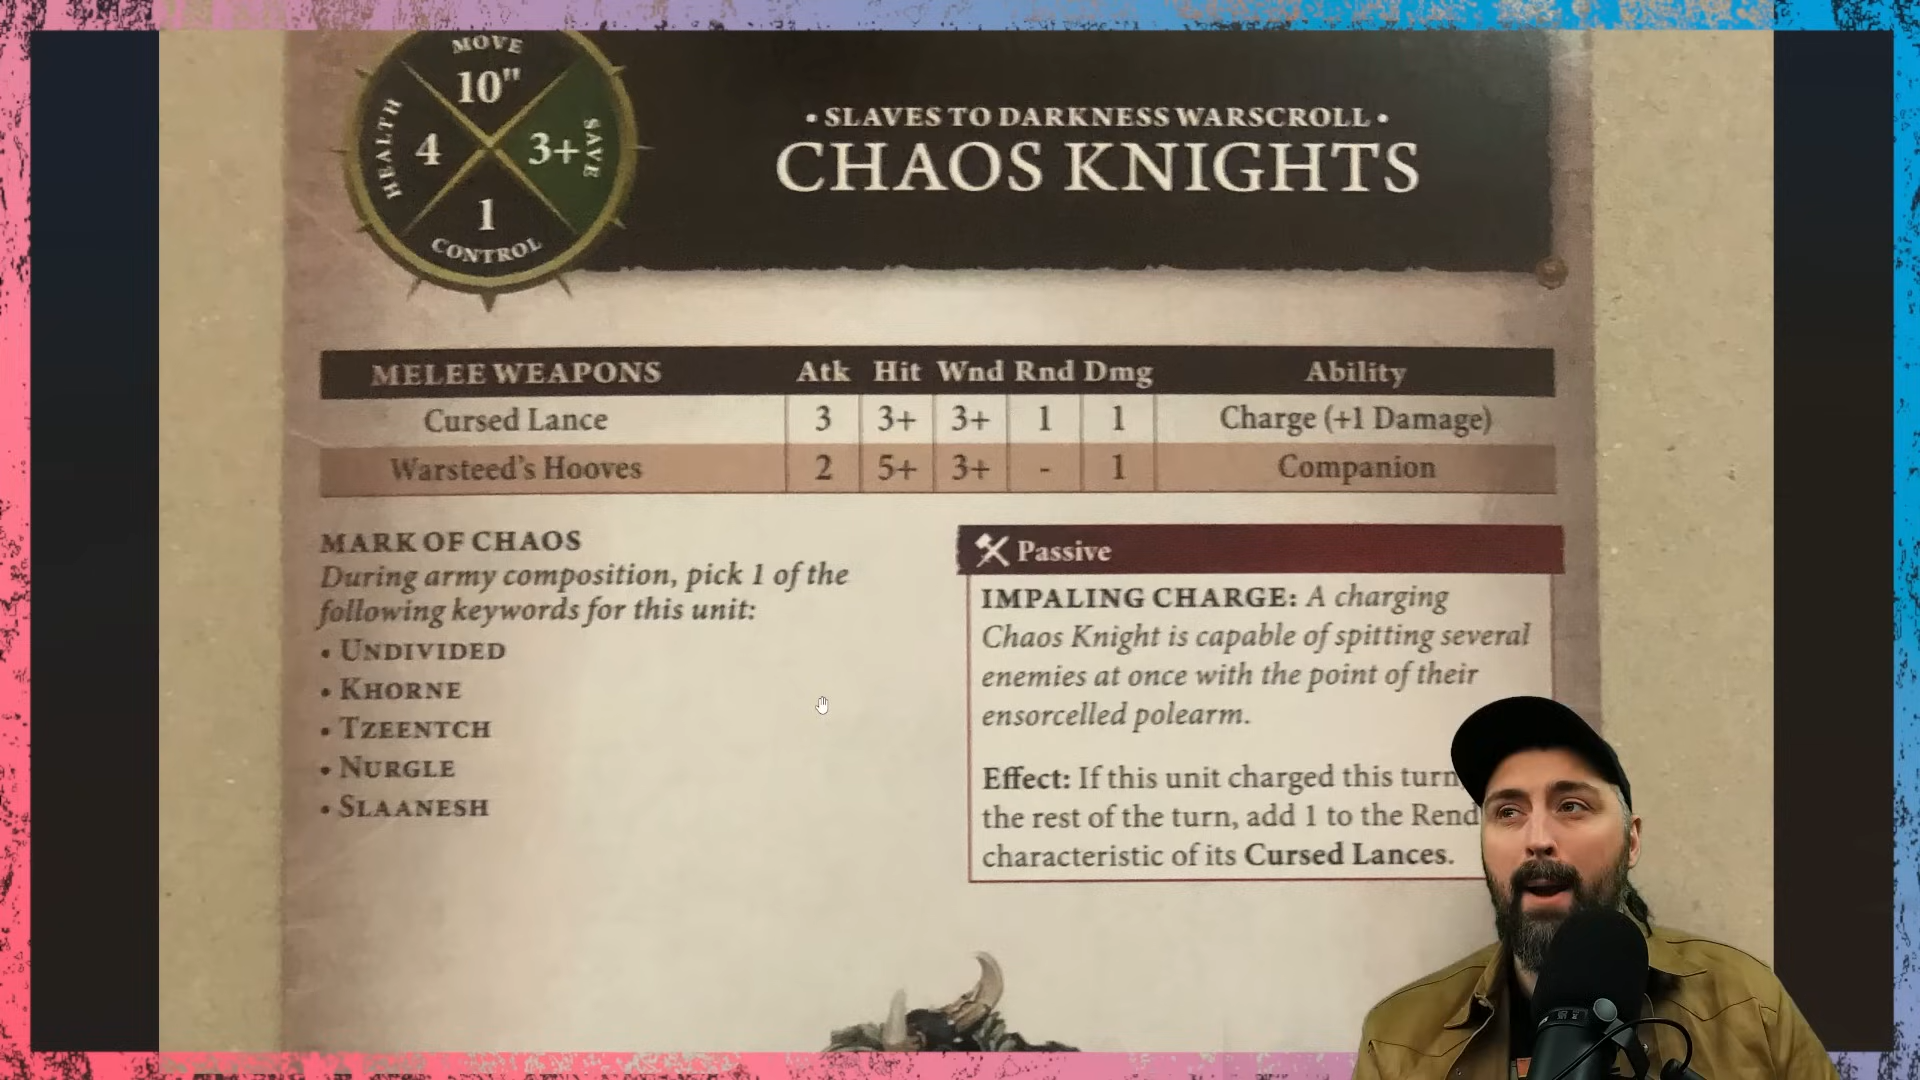 MOVE
10"
HEALTH
4
3+
SAVE
1
CONTROL
• SLAVES TO DARKNESS WARSCROLL •
CHAOS KNIGHTS
MELEE WEAPONS Atk Hit Wnd Rnd Dmg Ability
Cursed Lance 3 3+ 3+ 1 1 Charge (+1 Damage)
Warsteed's Hooves 2 5+ 3+ - 1 Companion
MARK OF CHAOS
During army composition, pick 1 of the
following keywords for this unit:
• UNDIVIDED
• KHORNE
• TZEENTCH
• NURGLE
• SLAANESH
Passive
IMPALING CHARGE: A charging
Chaos Knight is capable of spitting several
enemies at once with the point of their
ensorcelled polearm.
Effect: If this unit charged this turn
the rest of the turn, add 1 to the Rend
characteristic of its Cursed Lances.